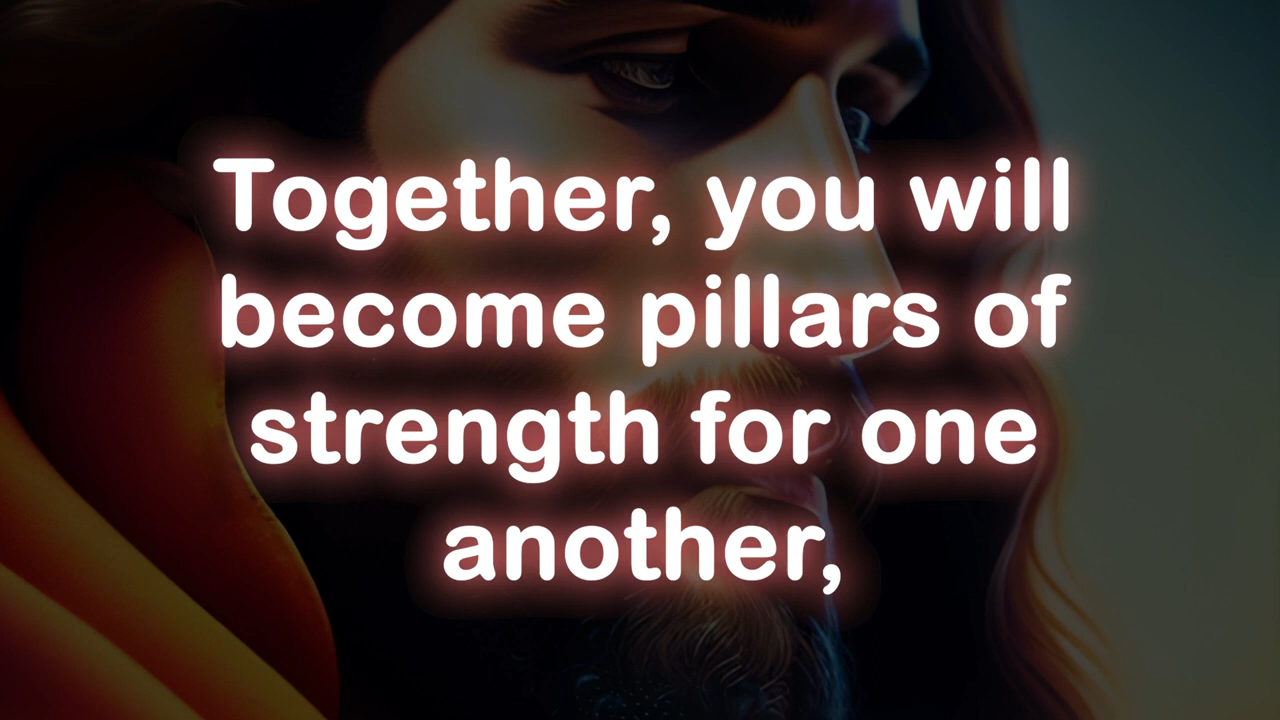 Together, you will
become pillars of
strength for one
another,